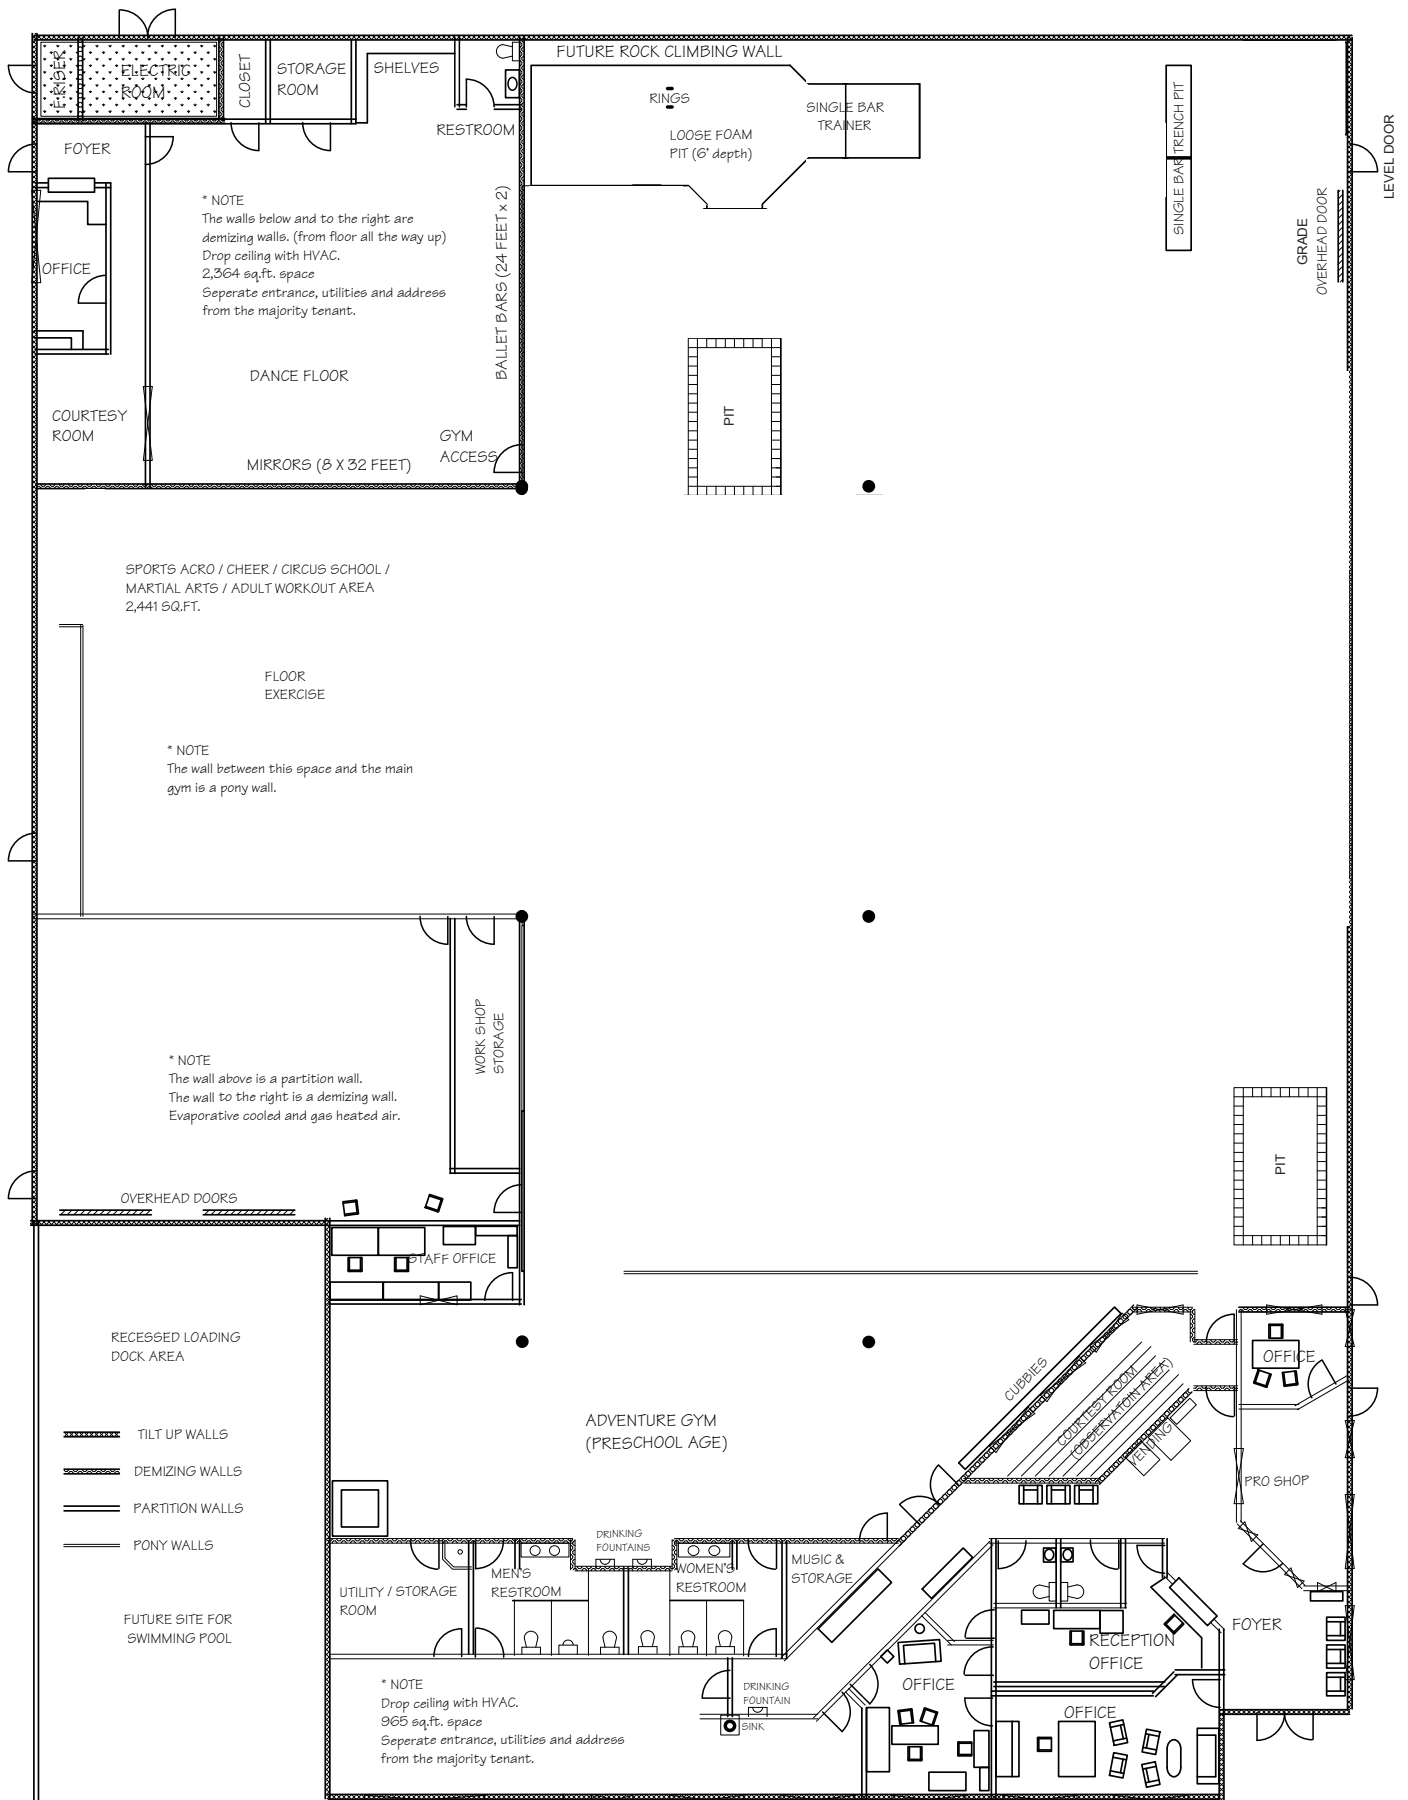 FUTURE ROCK CLIMBING WALL
E-RISER
ELECTRIC
ROOM
CLOSET
STORAGE
ROOM
SHELVES
RESTROOM
RINGS
LOOSE FOAM
PIT (6' depth)
SINGLE BAR
TRAINER
TRENCH PIT
SINGLE BAR
LEVEL DOOR
GRADE
OVERHEAD DOOR
FOYER
* NOTE
The walls below and to the right are
demizing walls. (from floor all the way up)
Drop ceiling with HVAC.
2,364 sq.ft. space
Seperate entrance, utilities and address
from the majority tenant.
BALLET BARS (24 FEET x 2)
OFFICE
DANCE FLOOR
COURTESY
ROOM
GYM
ACCESS
MIRRORS (8 X 32 FEET)
PIT
SPORTS ACRO / CHEER / CIRCUS SCHOOL /
MARTIAL ARTS / ADULT WORKOUT AREA
2,441 SQ.FT.
FLOOR
EXERCISE
* NOTE
The wall between this space and the main
gym is a pony wall.
WORK SHOP
STORAGE
* NOTE
The wall above is a partition wall.
The wall to the right is a demizing wall.
Evaporative cooled and gas heated air.
PIT
OVERHEAD DOORS
STAFF OFFICE
RECESSED LOADING
DOCK AREA
CUBBIES
COURTESY ROOM
(OBSERVATOIN AREA)
VENDING
OFFICE
ADVENTURE GYM
(PRESCHOOL AGE)
TILT UP WALLS
DEMIZING WALLS
PARTITION WALLS
PONY WALLS
PRO SHOP
DRINKING
FOUNTAINS
UTILITY / STORAGE
ROOM
MEN'S
RESTROOM
WOMEN'S
RESTROOM
MUSIC &
STORAGE
FUTURE SITE FOR
SWIMMING POOL
FOYER
RECEPTION
OFFICE
* NOTE
Drop ceiling with HVAC.
965 sq.ft. space
Seperate entrance, utilities and address
from the majority tenant.
DRINKING
FOUNTAIN
SINK
OFFICE
OFFICE